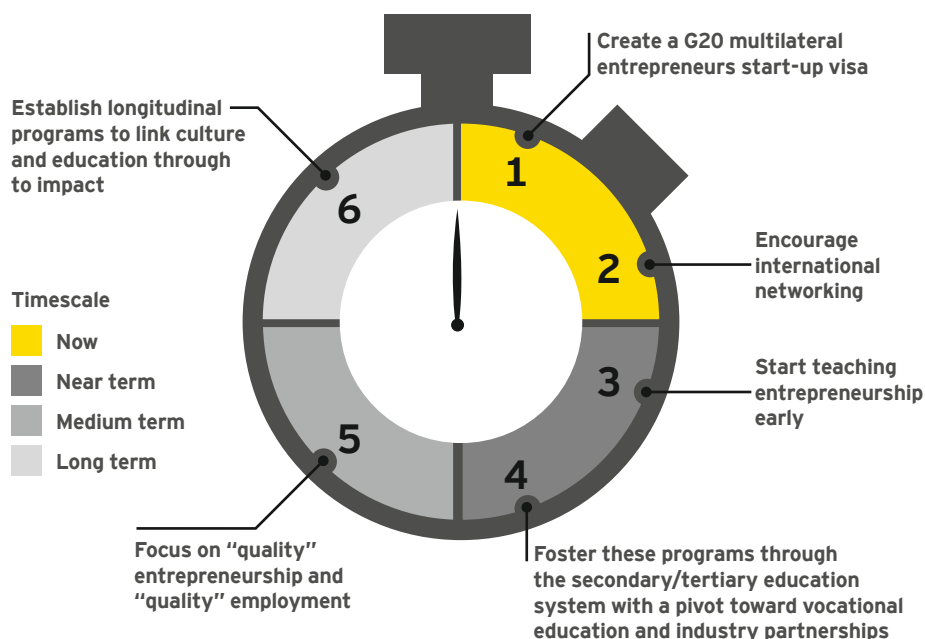 Create a G20 multilateral
entrepreneurs start-up visa
Establish longitudinal
programs to link culture
and education through
to impact
1
6
2
Encourage
international
networking
Timescale
Now
Near term
Medium term
Long term
3
Start teaching
entrepreneurship
early
5
4
Focus on “quality”
entrepreneurship and
“quality” employment
Foster these programs through
the secondary/tertiary education
system with a pivot toward vocational
education and industry partnerships